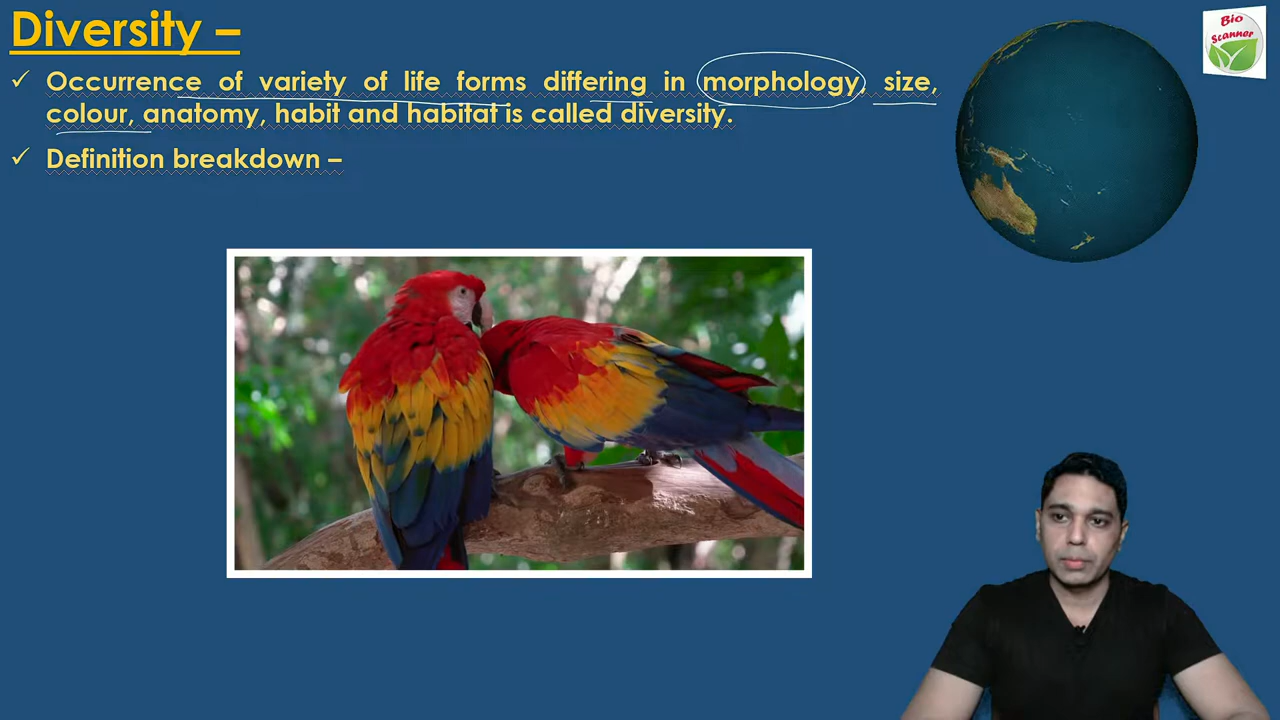 Diversity –
✓ Occurrence of variety of life forms differing in morphology, size,
colour, anatomy, habit and habitat is called diversity.
✓ Definition breakdown –
Bio
Scanner